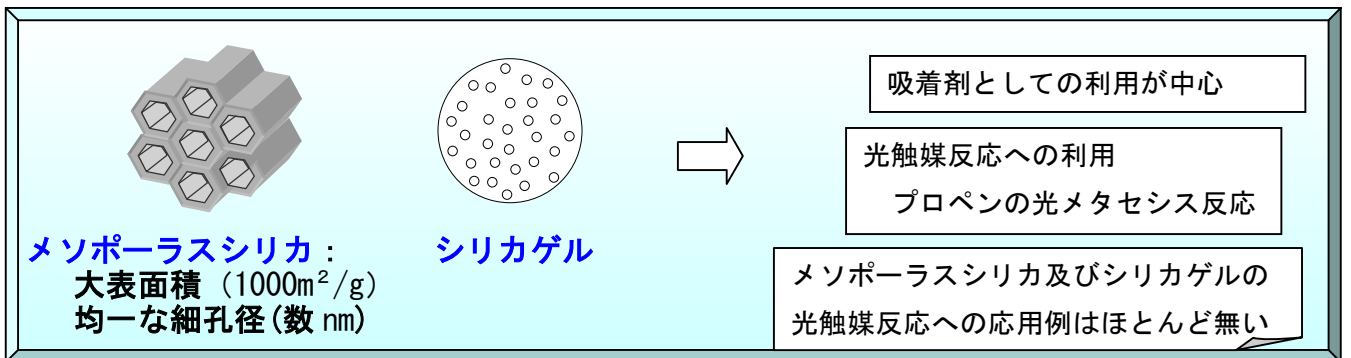 メソポーラスシリカ：
大表面積 (1000m²/g)
均一な細孔径(数 nm)
シリカゲル
吸着剤としての利用が中心
光触媒反応への利用
プロペンの光メタセシス反応
メソポーラスシリカ及びシリカゲルの
光触媒反応への応用例はほとんど無い